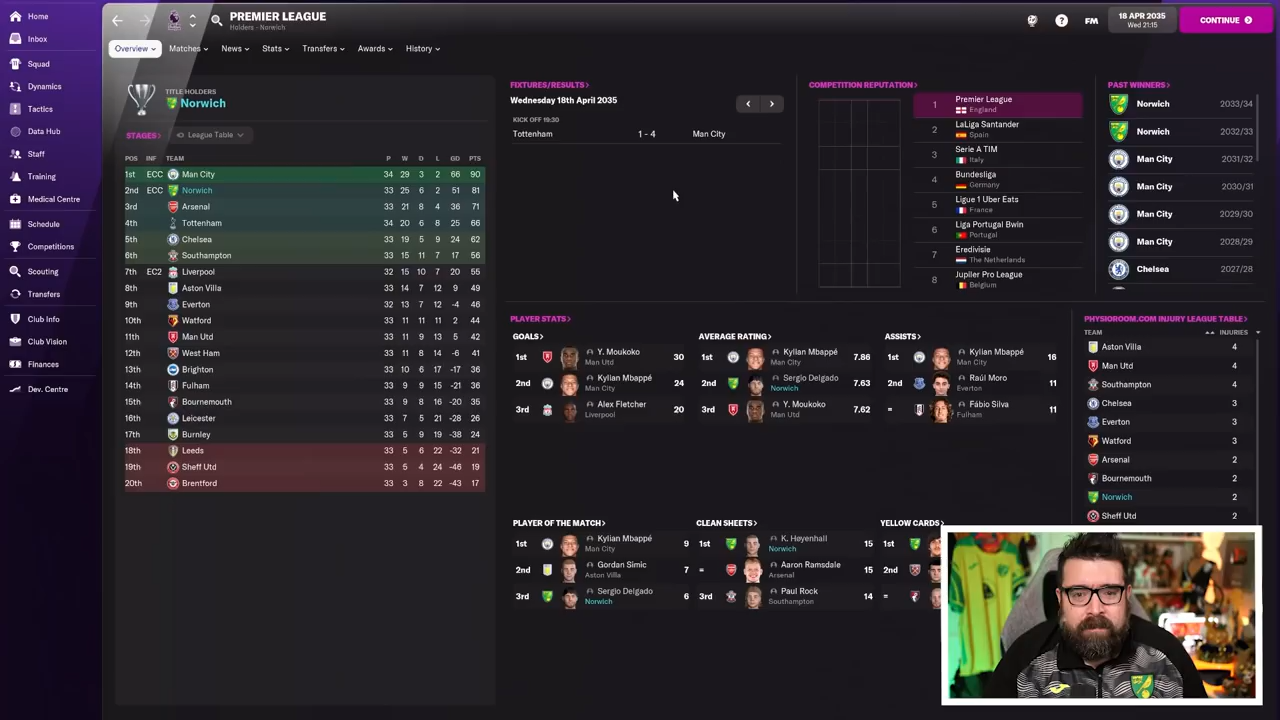 Home
Inbox
Squad
Dynamics
Tactics
Data Hub
Staff
Training
Medical Centre
Schedule
Competitions
Scouting
Transfers
Club Info
Club Vision
Finances
Dev. Centre
PREMIER LEAGUE
Holders - Norwich
FM
18 APR 2035
Wed 21:15
CONTINUE
Overview Matches News Stats Transfers Awards History
TITLE HOLDERS
Norwich
STAGES> League Table
POS INF TEAM P W D L GD PTS
1st ECC Man City 34 29 3 2 66 90
2nd ECC Norwich 33 25 6 2 51 81
3rd Arsenal 33 21 8 4 36 71
4th Tottenham 34 20 6 8 25 66
5th Chelsea 33 19 5 9 24 62
6th Southampton 33 15 11 7 17 56
7th EC2 Liverpool 32 15 10 7 20 55
8th Aston Villa 33 14 7 12 9 49
9th Everton 32 13 7 12 -4 46
10th Watford 33 11 11 11 2 44
11th Man Utd 33 11 9 13 5 42
12th West Ham 33 11 8 14 -6 41
13th Brighton 33 10 6 17 -17 36
14th Fulham 33 9 9 15 -21 36
15th Bournemouth 33 9 8 16 -20 35
16th Leicester 33 7 5 21 -28 26
17th Burnley 33 5 9 19 -38 24
18th Leeds 33 5 6 22 -32 21
19th Sheff Utd 33 5 4 24 -46 19
20th Brentford 33 3 8 22 -43 17
FIXTURES/RESULTS>
Wednesday 18th April 2035
KICK OFF 19:30
Tottenham 1 - 4 Man City
COMPETITION REPUTATION>
1 Premier League
England
2 LaLiga Santander
Spain
3 Serie A TIM
Italy
4 Bundesliga
Germany
5 Ligue 1 Uber Eats
France
6 Liga Portugal Bwin
Portugal
7 Eredivisie
The Netherlands
8 Jupiler Pro League
Belgium
PAST WINNERS
Norwich 2033/34
Norwich 2032/33
Man City 2031/32
Man City 2030/31
Man City 2029/30
Man City 2028/29
Chelsea 2027/28
PLAYER STATS>
GOALS>
1st Y. Moukoko 30
Man Utd
2nd Kylian Mbappé 24
Man City
3rd Alex Fletcher 20
Liverpool
AVERAGE RATING>
1st Kylian Mbappé 7.86
Man City
2nd Sergio Delgado 7.63
Norwich
3rd Y. Moukoko 7.62
Man Utd
ASSISTS>
1st Kylian Mbappé 16
Man City
2nd Raúl Moro 11
Everton
= Fábio Silva 11
Fulham
PLAYER OF THE MATCH>
1st Kylian Mbappé 9
Man City
2nd Gordan Simic 7
Aston Villa
3rd Sergio Delgado 6
Norwich
CLEAN SHEETS>
1st K. Høyenhall 15
Norwich
= Aaron Ramsdale 15
Arsenal
3rd Paul Rock 14
Southampton
YELLOW CARDS>
1st
2nd
=
PHYSIOROOM.COM INJURY LEAGUE TABLE>
TEAM INJURIES
Aston Villa 4
Man Utd 4
Southampton 4
Chelsea 3
Everton 3
Watford 3
Arsenal 2
Bournemouth 2
Norwich 2
Sheff Utd 2